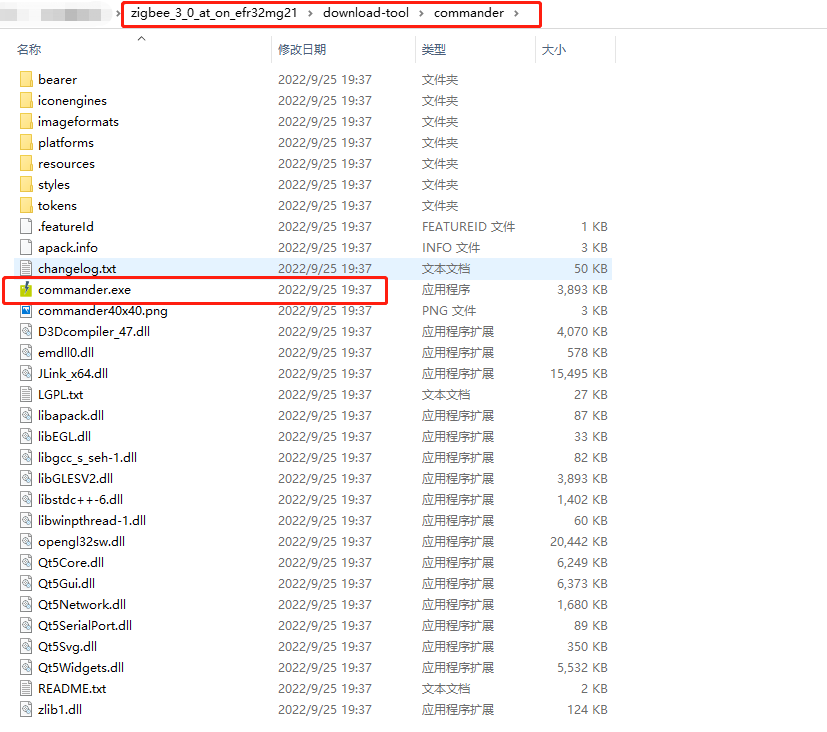 zigbee_3_0_at_on_efr32mg21 > download-tool > commander >
名称 修改日期 类型 大小
bearer 2022/9/25 19:37 文件夹
iconengines 2022/9/25 19:37 文件夹
imageformats 2022/9/25 19:37 文件夹
platforms 2022/9/25 19:37 文件夹
resources 2022/9/25 19:37 文件夹
styles 2022/9/25 19:37 文件夹
tokens 2022/9/25 19:37 文件夹
.featureId 2022/9/25 19:37 FEATUREID 文件 1 KB
apack.info 2022/9/25 19:37 INFO 文件 3 KB
changelog.txt 2022/9/25 19:37 文本文档 50 KB
commander.exe 2022/9/25 19:37 应用程序 3,893 KB
commander40x40.png 2022/9/25 19:37 PNG 文件 3 KB
D3Dcompiler_47.dll 2022/9/25 19:37 应用程序扩展 4,070 KB
emdll0.dll 2022/9/25 19:37 应用程序扩展 578 KB
JLink_x64.dll 2022/9/25 19:37 应用程序扩展 15,495 KB
LGPL.txt 2022/9/25 19:37 文本文档 27 KB
libapack.dll 2022/9/25 19:37 应用程序扩展 87 KB
libEGL.dll 2022/9/25 19:37 应用程序扩展 33 KB
libgcc_s_seh-1.dll 2022/9/25 19:37 应用程序扩展 82 KB
libGLESV2.dll 2022/9/25 19:37 应用程序扩展 3,893 KB
libstdc++-6.dll 2022/9/25 19:37 应用程序扩展 1,402 KB
libwinpthread-1.dll 2022/9/25 19:37 应用程序扩展 60 KB
opengl32sw.dll 2022/9/25 19:37 应用程序扩展 20,442 KB
Qt5Core.dll 2022/9/25 19:37 应用程序扩展 6,249 KB
Qt5Gui.dll 2022/9/25 19:37 应用程序扩展 6,373 KB
Qt5Network.dll 2022/9/25 19:37 应用程序扩展 1,680 KB
Qt5SerialPort.dll 2022/9/25 19:37 应用程序扩展 89 KB
Qt5Svg.dll 2022/9/25 19:37 应用程序扩展 350 KB
Qt5Widgets.dll 2022/9/25 19:37 应用程序扩展 5,532 KB
README.txt 2022/9/25 19:37 文本文档 2 KB
zlib1.dll 2022/9/25 19:37 应用程序扩展 124 KB